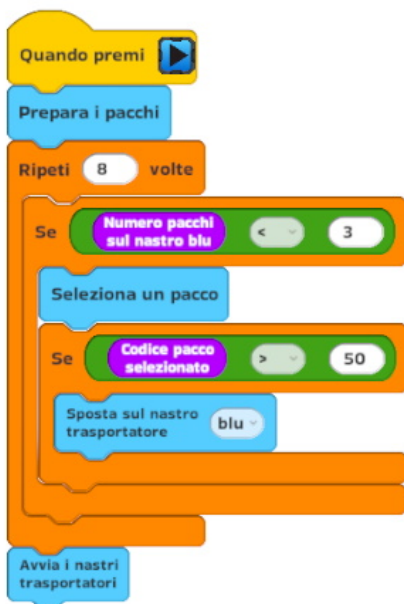 Quando premi
Prepara i pacchi
Ripeti 8 volte
Se Numero pacchi
sul nastro blu < 3
Seleziona un pacco
Se Codice pacco
selezionato > 50
Sposta sul nastro
trasportatore blu
Avvia i nastri
trasportatori